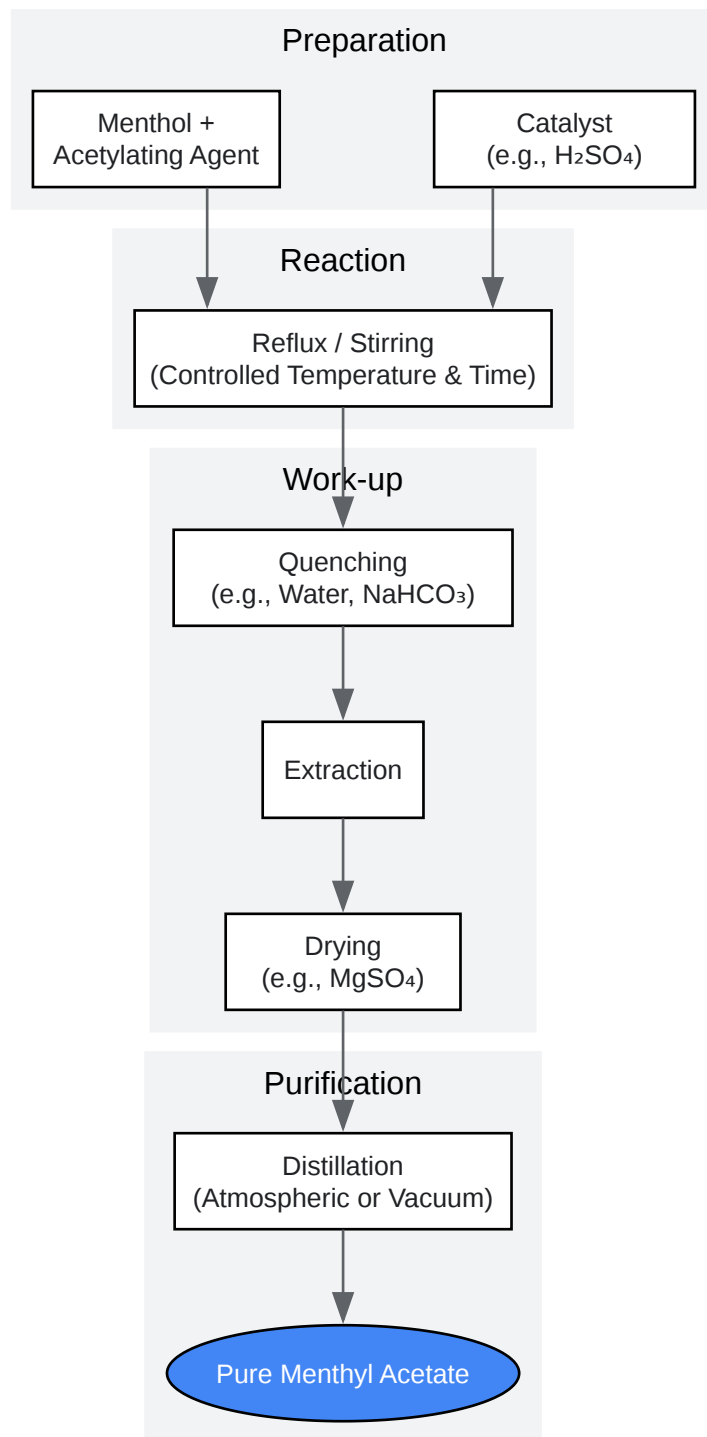 Preparation
Menthol +
Acetylating Agent
Catalyst
(e.g., H₂SO₄)
Reaction
Reflux / Stirring
(Controlled Temperature & Time)
Work-up
Quenching
(e.g., Water, NaHCO₃)
Extraction
Drying
(e.g., MgSO₄)
Purification
Distillation
(Atmospheric or Vacuum)
Pure Menthyl Acetate